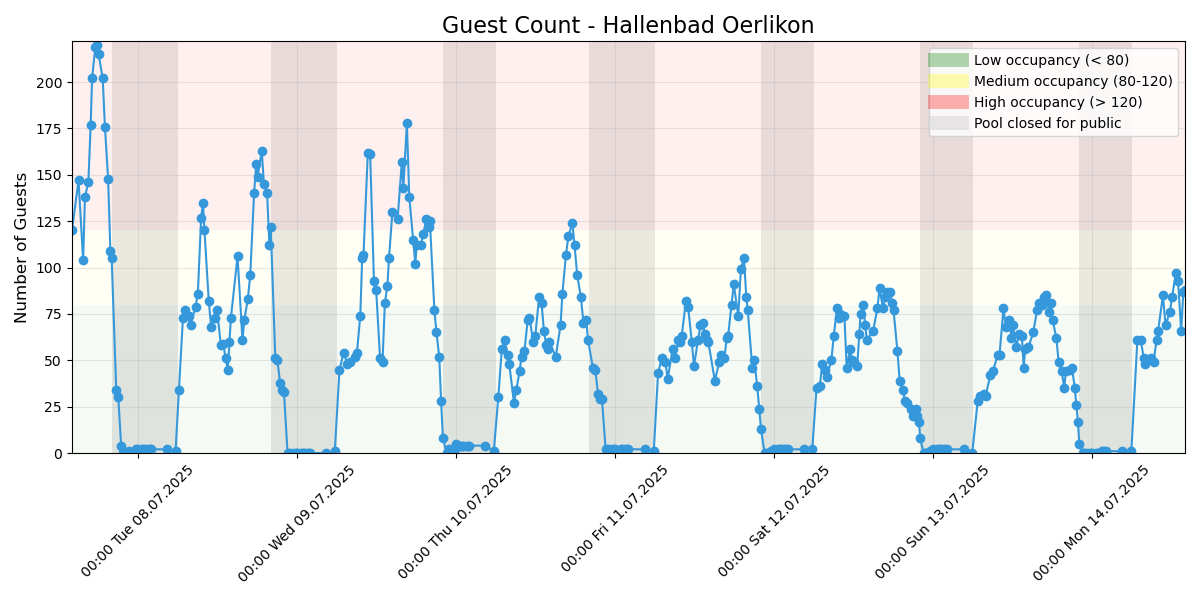 Guest Count - Hallenbad Oerlikon
Low occupancy (< 80)
Medium occupancy (80-120)
High occupancy (> 120)
Pool closed for public
Number of Guests
200
175
150
125
100
75
50
25
0
00:00 Tue 08.07.2025
00:00 Wed 09.07.2025
00:00 Thu 10.07.2025
00:00 Fri 11.07.2025
00:00 Sat 12.07.2025
00:00 Sun 13.07.2025
00:00 Mon 14.07.2025